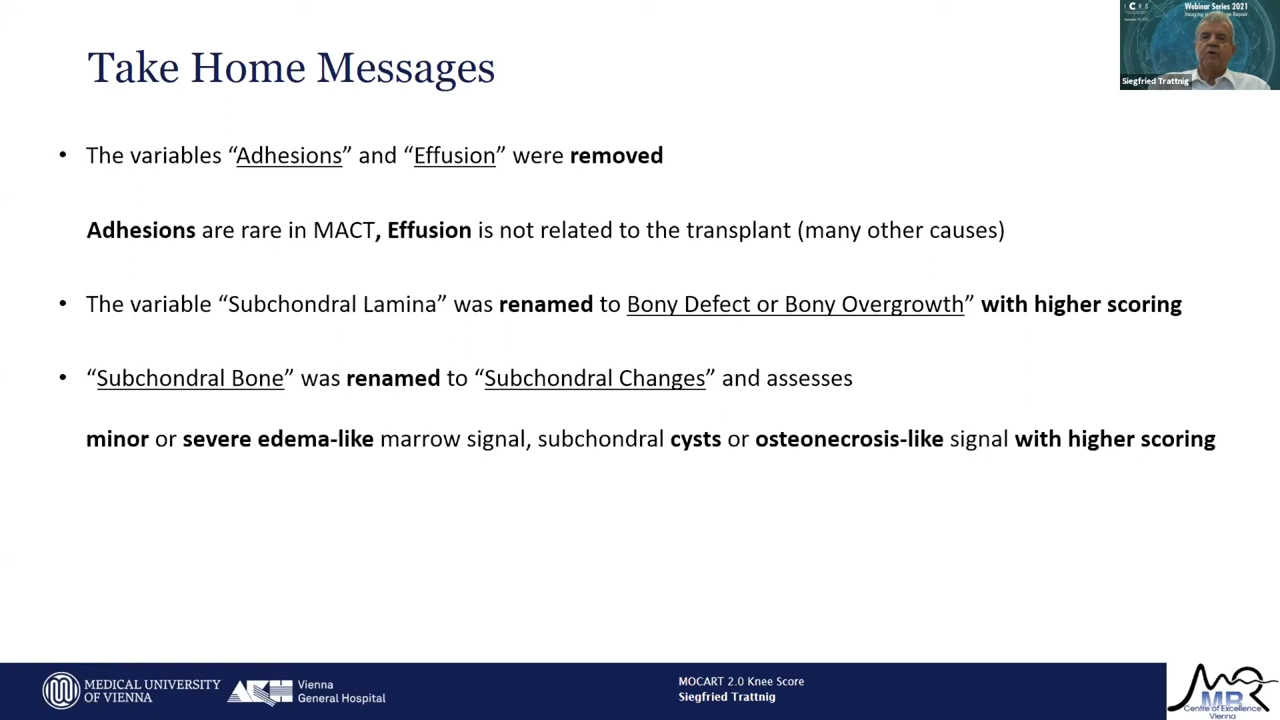 I C R S
Webinar Series 2021
Siegfried Trattnig
Take Home Messages
• The variables “Adhesions” and “Effusion” were removed
Adhesions are rare in MACT, Effusion is not related to the transplant (many other causes)
• The variable “Subchondral Lamina” was renamed to Bony Defect or Bony Overgrowth” with higher scoring
• “Subchondral Bone” was renamed to “Subchondral Changes” and assesses
minor or severe edema-like marrow signal, subchondral cysts or osteonecrosis-like signal with higher scoring
MEDICAL UNIVERSITY
OF VIENNA
Vienna
General Hospital
MOCART 2.0 Knee Score
Siegfried Trattnig
MR
Centre of Excellence
Vienna